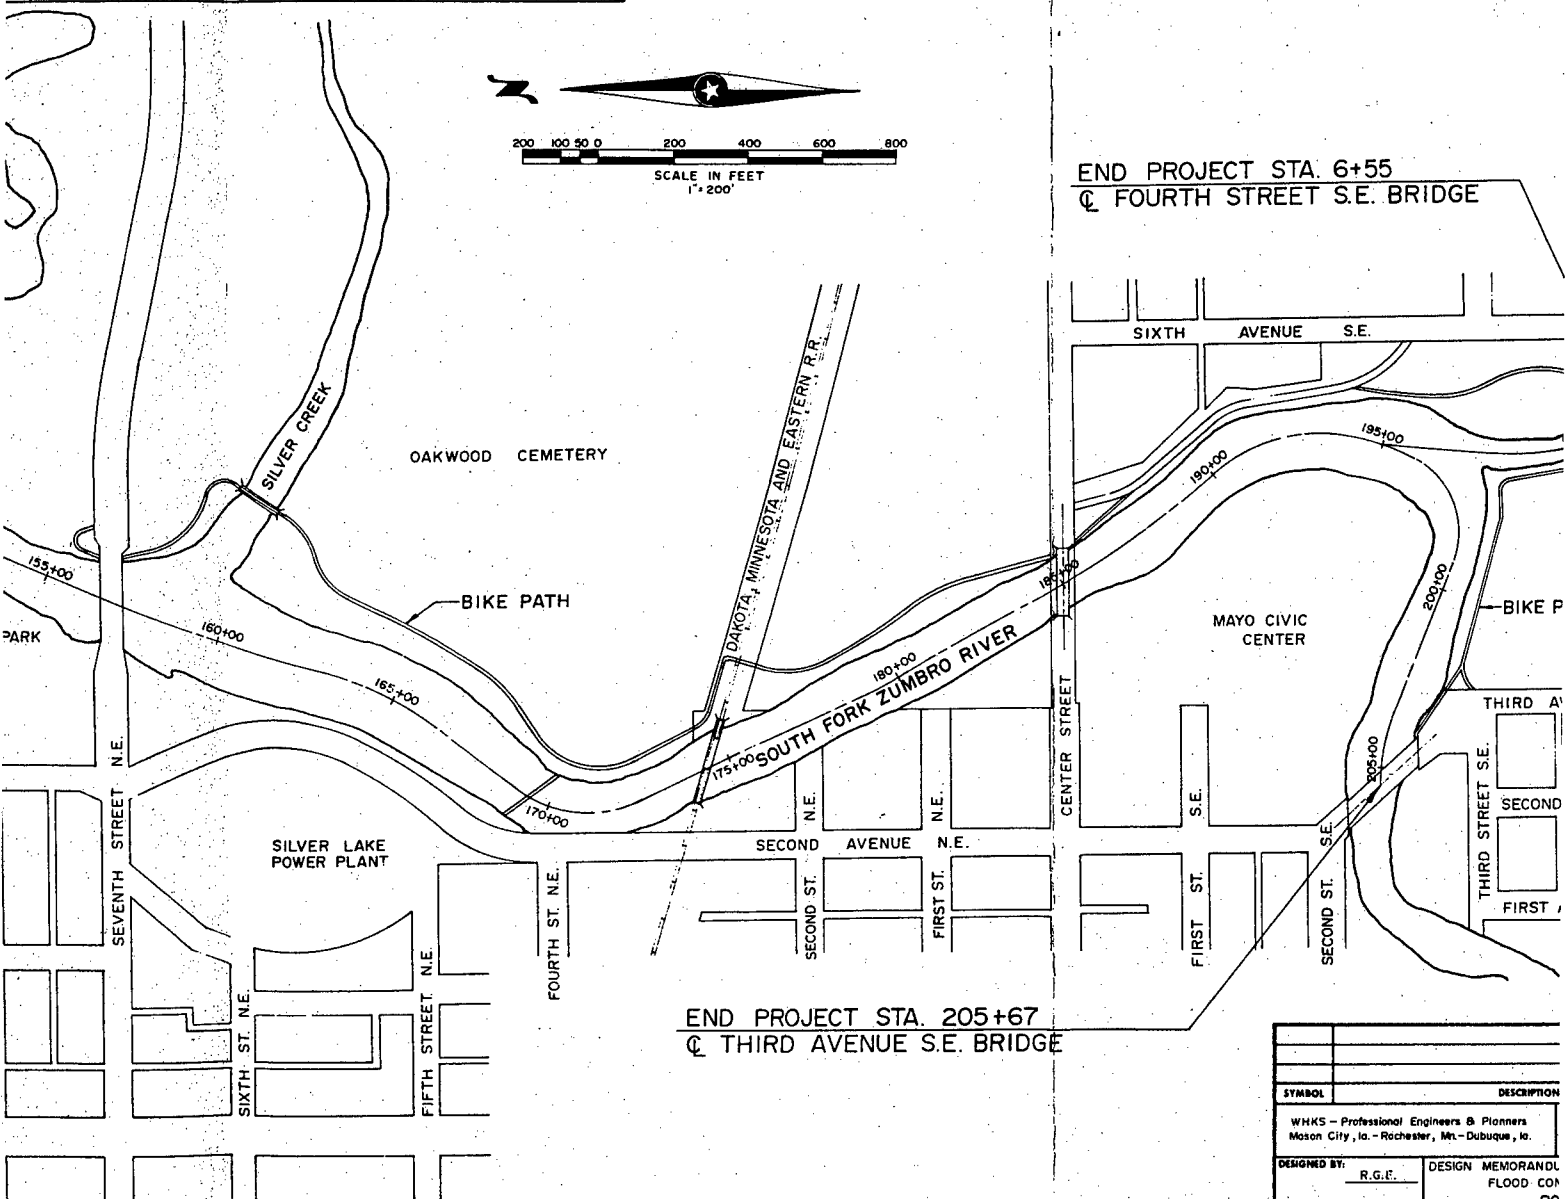 N
200 100 50 0 200 400 600 800
SCALE IN FEET
1"=200'
END PROJECT STA. 6+55
℄ FOURTH STREET S.E. BRIDGE
SIXTH AVENUE S.E.
SILVER CREEK
OAKWOOD CEMETERY
DAKOTA, MINNESOTA AND EASTERN R.R.
195+00
190+00
155+00
186+00
200+00
BIKE PATH
BIKE P
PARK
160+00
MAYO CIVIC
CENTER
165+00
180+00
SOUTH FORK ZUMBRO RIVER
CENTER STREET
THIRD AV
175+00
205+00
170+00
SEVENTH STREET N.E.
SILVER LAKE
POWER PLANT
SECOND AVENUE N.E.
SECOND ST. N.E.
FIRST ST. N.E.
FIRST ST. S.E.
SECOND ST. S.E.
THIRD STREET S.E.
SECOND
FIRST A
FOURTH ST. N.E.
SIXTH ST. N.E.
FIFTH STREET N.E.
END PROJECT STA. 205+67
℄ THIRD AVENUE S.E. BRIDGE
SYMBOL DESCRIPTION
WHKS - Professional Engineers & Planners
Mason City, Ia. - Rochester, Mn. - Dubuque, Ia.
DESIGNED BY:
R.G.E.
DESIGN MEMORANDU
FLOOD CON